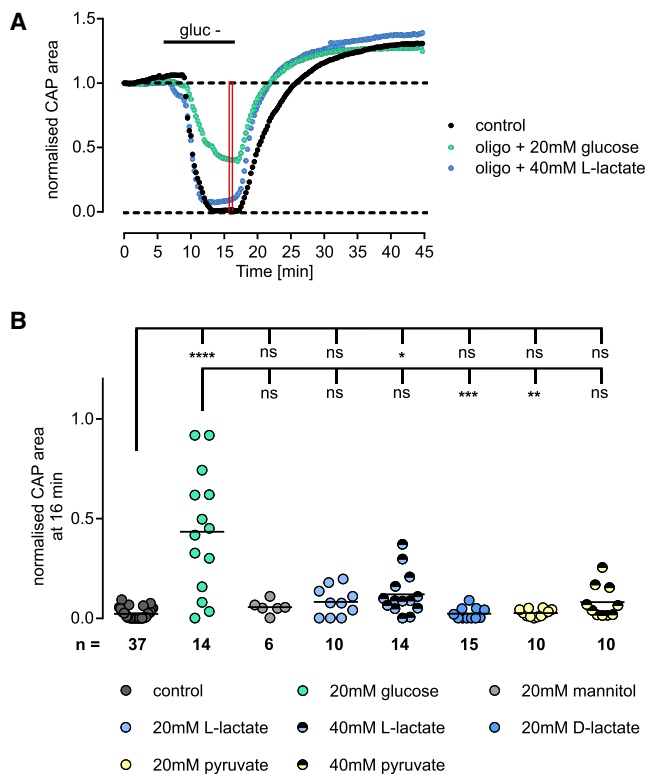 A
gluc -
1.5
1.0
0.5
0.0
normalised CAP area
0 5 10 15 20 25 30 35 40 45
Time [min]
control
oligo + 20mM glucose
oligo + 40mM L-lactate
B
**** ns ns * ns ns ns
ns ns ns *** ** ns
1.0
0.5
0.0
normalised CAP area
at 16 min
n = 37 14 6 10 14 15 10 10
control 20mM glucose 20mM mannitol
20mM L-lactate 40mM L-lactate 20mM D-lactate
20mM pyruvate 40mM pyruvate